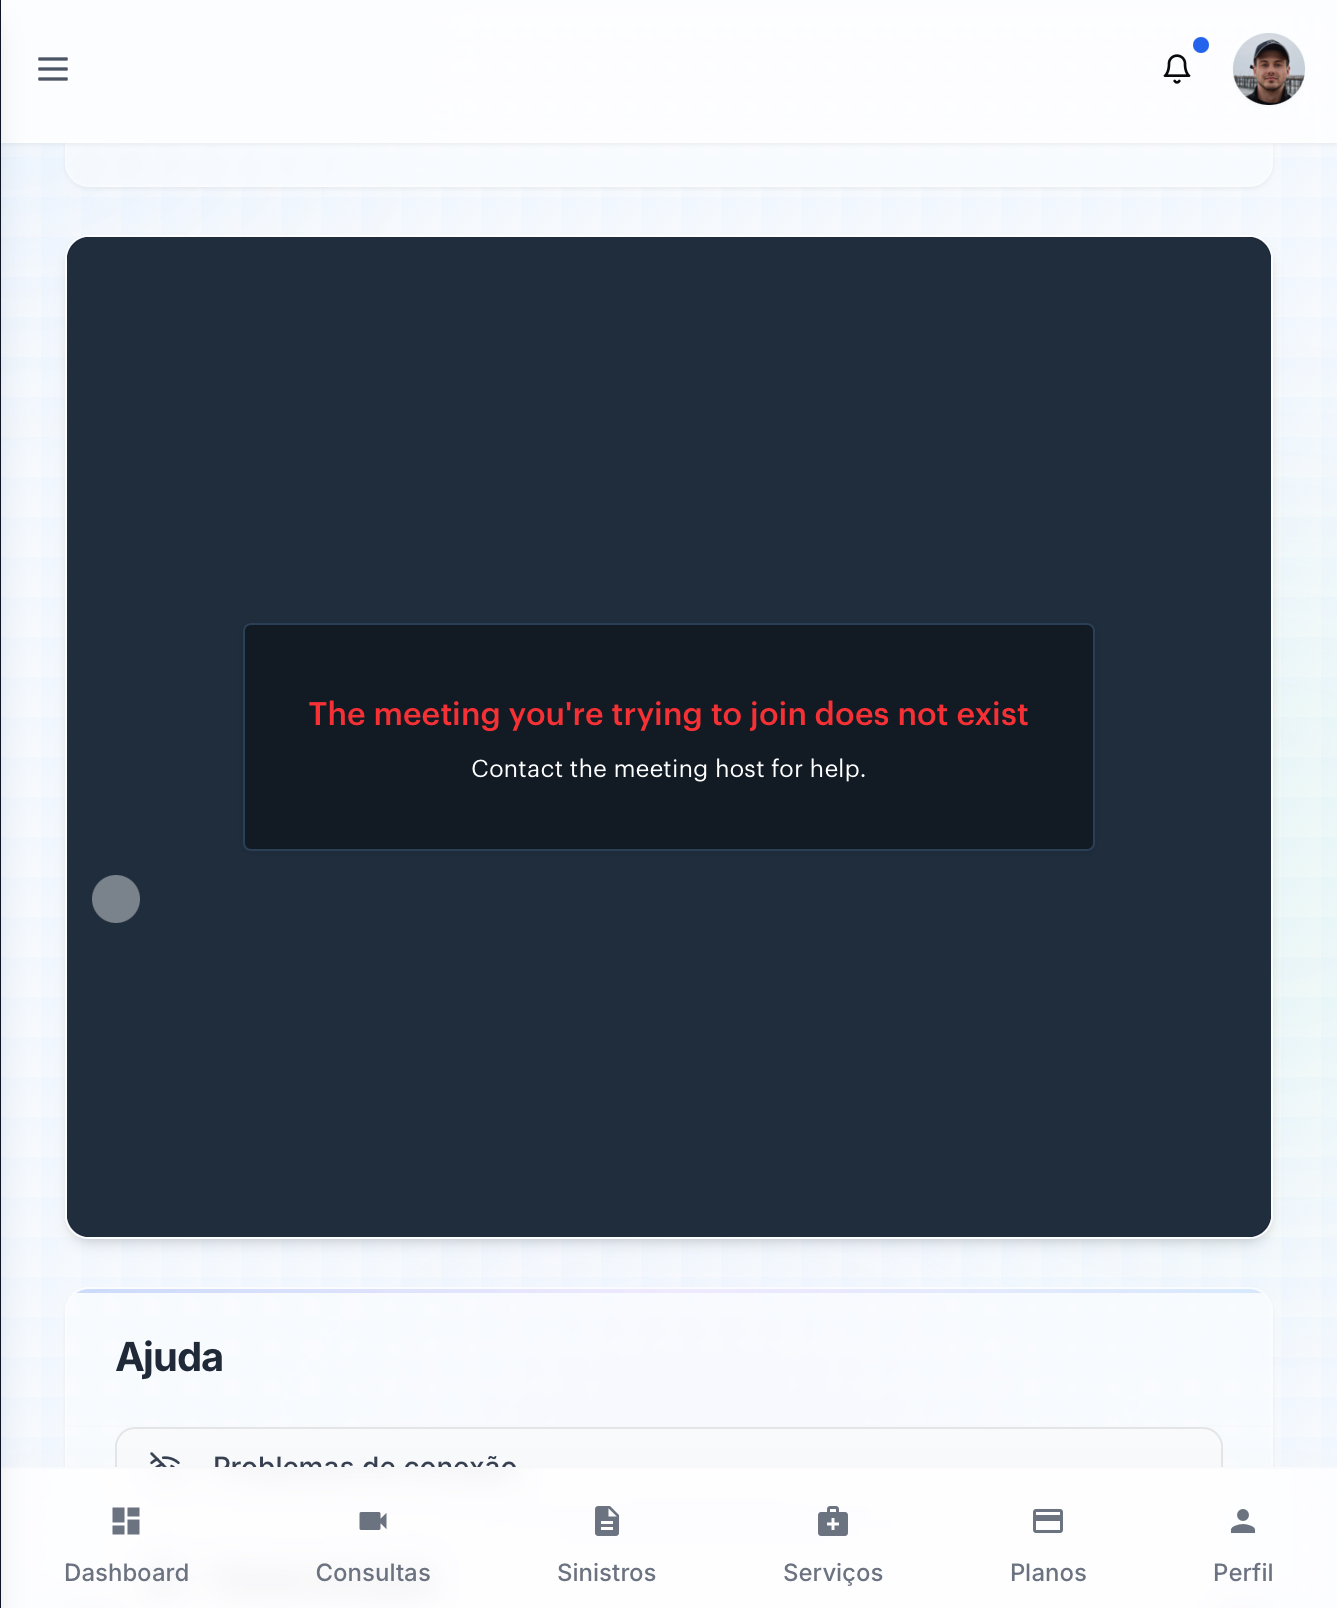 The meeting you're trying to join does not exist
Contact the meeting host for help.
Ajuda
Problemas de conexão
Dashboard
Consultas
Sinistros
Serviços
Planos
Perfil